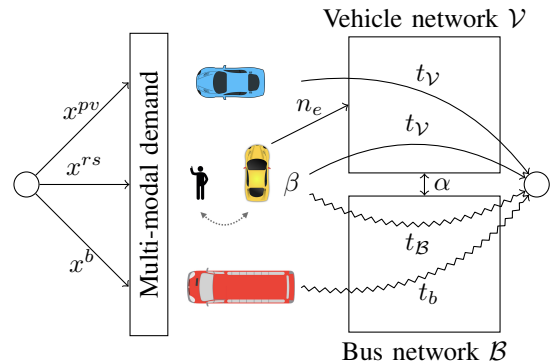 Vehicle network 𝒱
x^{pv}
x^{rs}
x^{b}
Multi-modal demand
n_e
t_𝒱
t_𝒱
β
α
t_ℬ
t_b
Bus network ℬ